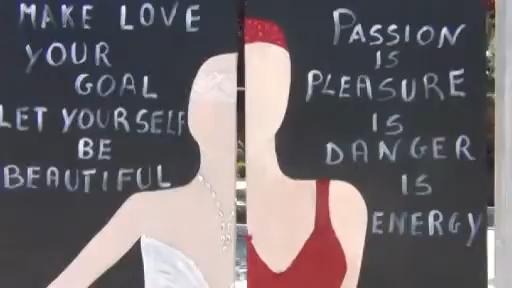 MAKE LOVE
YOUR
GOAL
LET YOURSELF
BE
BEAUTIFUL
PASSION
IS
PLEASURE
IS
DANGER
IS
ENERGY